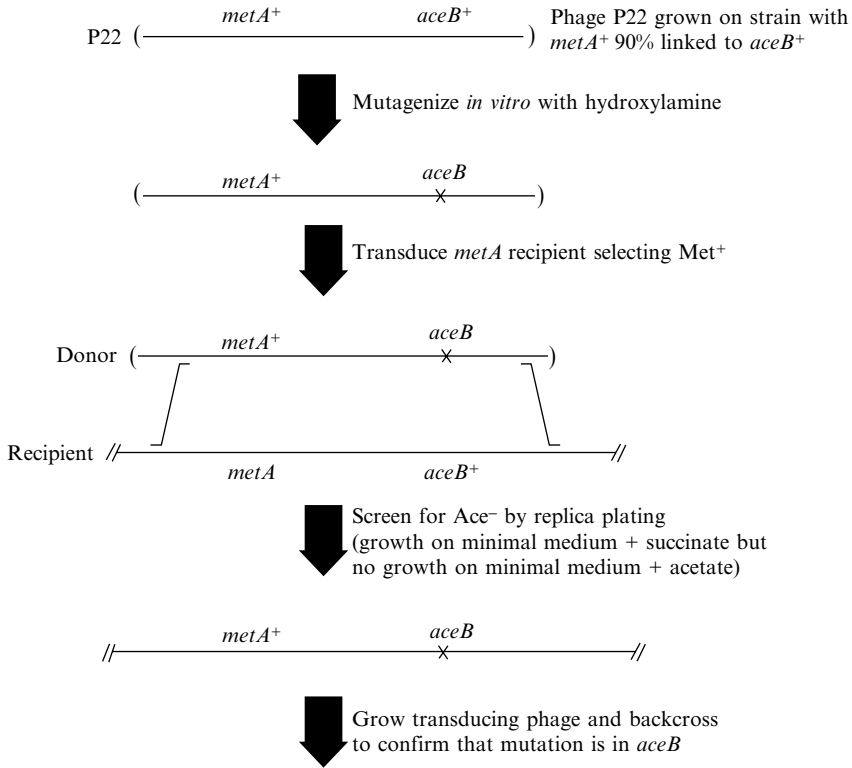 metA+ aceB+ Phage P22 grown on strain with
P22 ( ) metA+ 90% linked to aceB+
Mutagenize in vitro with hydroxylamine
metA+ aceB
( × )
Transduce metA recipient selecting Met+
metA+ aceB
Donor ( × )
Recipient // //
metA aceB+
Screen for Ace– by replica plating
(growth on minimal medium + succinate but
no growth on minimal medium + acetate)
metA+ aceB
// × //
Grow transducing phage and backcross
to confirm that mutation is in aceB